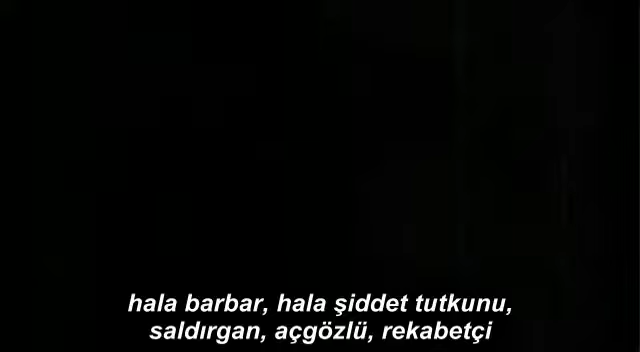 hala barbar, hala şiddet tutkunu,
saldırgan, açgözlü, rekabetçi